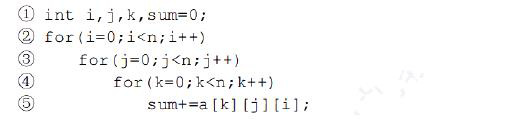 ① int i,j,k,sum=0;
② for(i=0;i<n;i++)
③ for(j=0;j<n;j++)
④ for(k=0;k<n;k++)
⑤ sum+=a[k][j][i];